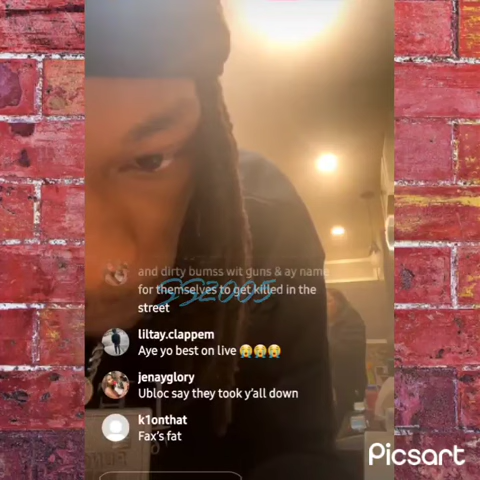 and dirty bumss wit guns & ay name
for themselves to get killed in the
street
liltay.clappem
Aye yo best on live 😭😭😭
jenayglory
Ubloc say they took y'all down
k1onthat
Fax's fat
Picsart